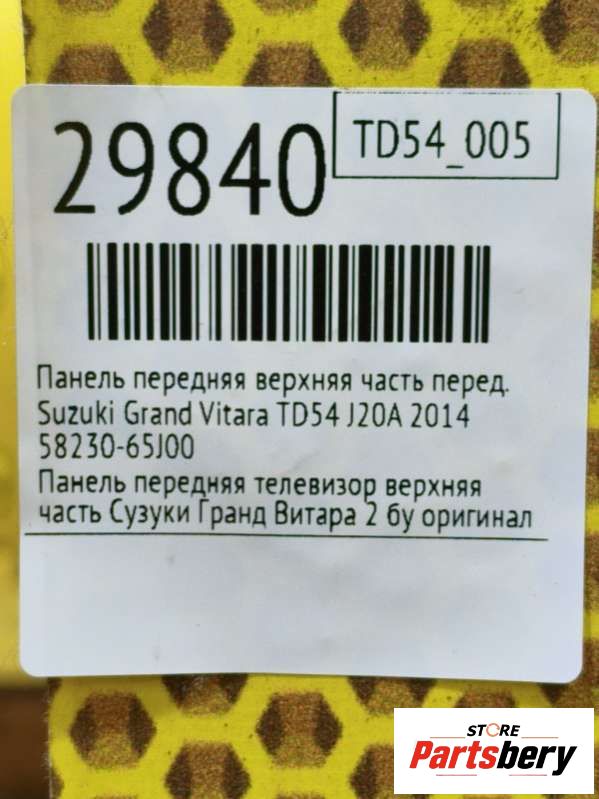 29840
TD54_005
Панель передняя верхняя часть перед.
Suzuki Grand Vitara TD54 J20A 2014
58230-65J00
Панель передняя телевизор верхняя
часть Сузуки Гранд Витара 2 бу оригинал
STORE
Partsbery